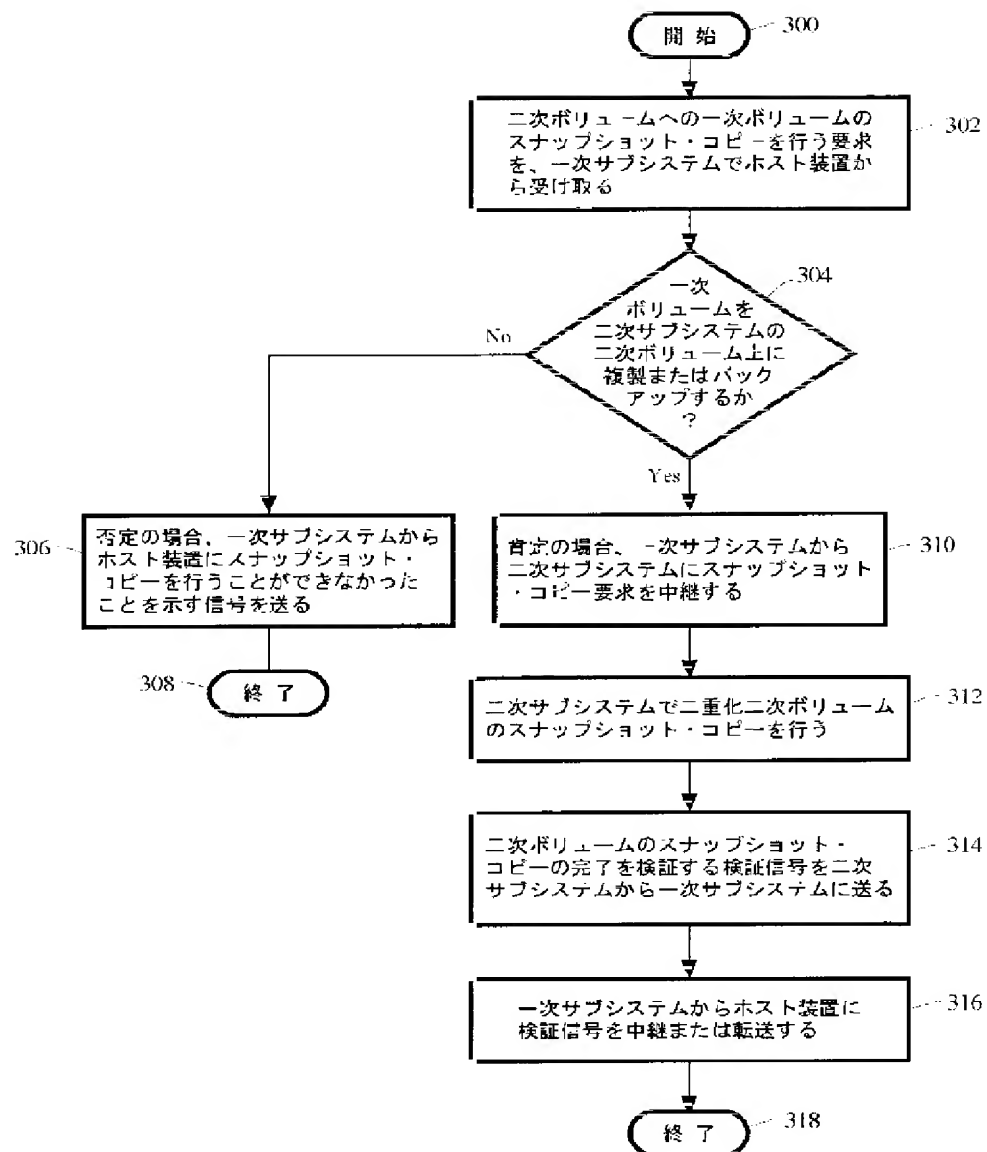 開始
300
二次ボリュームへの一次ボリュームの
スナップショット・コピーを行う要求
を、一次サブシステムでホスト装置か
ら受け取る
302
304
一次
ボリュームを
二次サブシステムの
二次ボリューム上に
複製またはバック
アップするか
?
No
Yes
306
否定の場合、一次サブシステムから
ホスト装置にスナップショット・
コピーを行うことができなかった
ことを示す信号を送る
肯定の場合、一次サブシステムから
二次サブシステムにスナップショット
・コピー要求を中継する
310
308
終了
二次サブシステムで二重化二次ボリューム
のスナップショット・コピーを行う
312
二次ボリュームのスナップショット・
コピーの完了を検証する検証信号を二次
サブシステムから一次サブシステムに送る
314
一次サブシステムからホスト装置に
検証信号を中継または転送する
316
終了
318